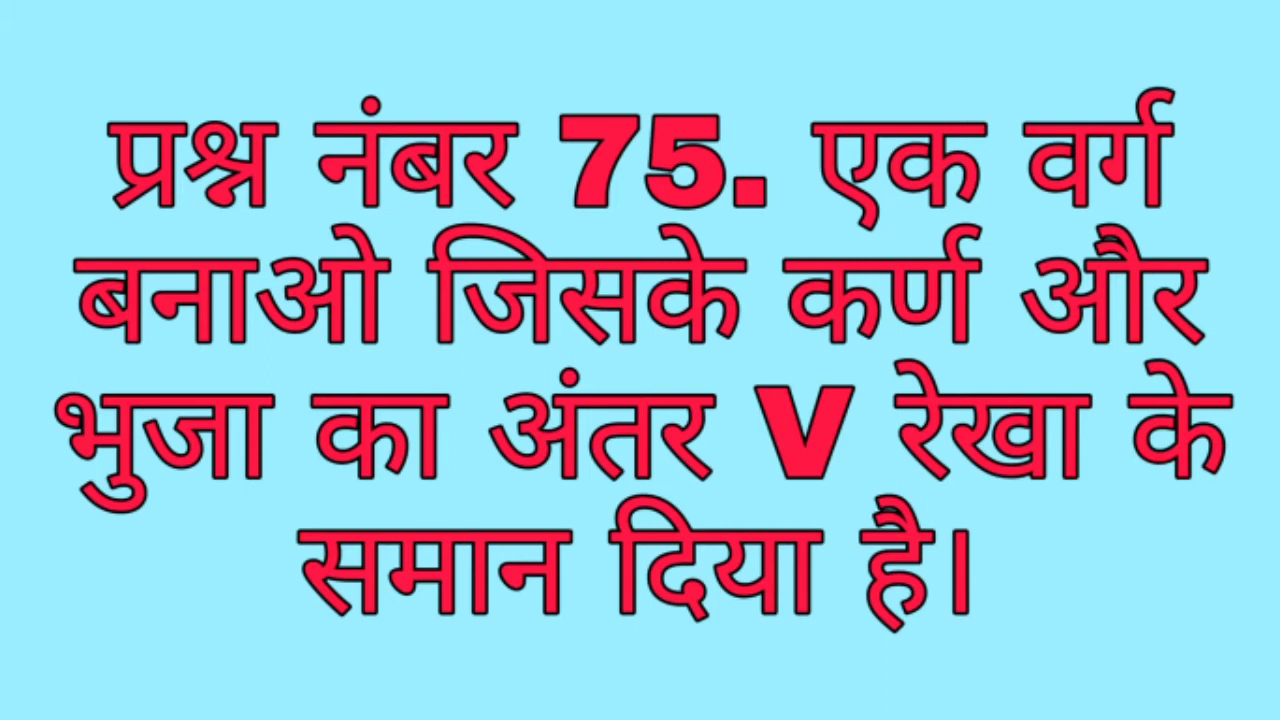 प्रश्न नंबर 75. एक वर्ग
बनाओ जिसके कर्ण और
भुजा का अंतर V रेखा के
समान दिया है।